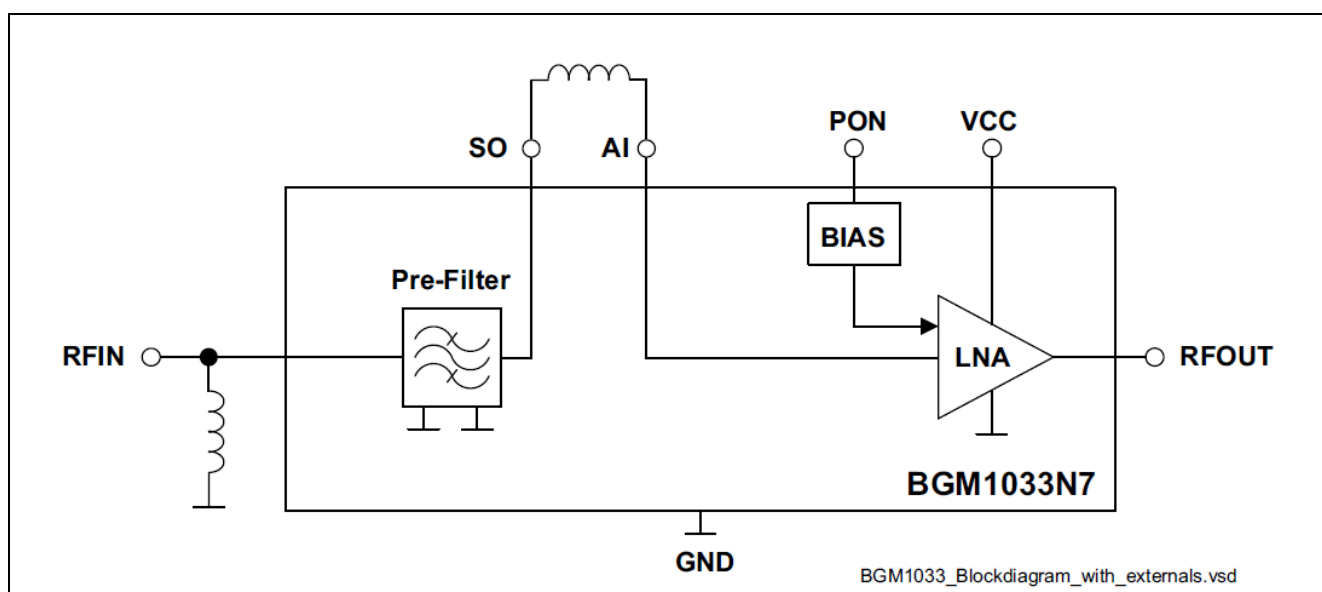 SO
AI
PON
VCC
BIAS
Pre-Filter
RFIN
LNA
RFOUT
BGM1033N7
GND
BGM1033_Blockdiagram_with_externals.vsd